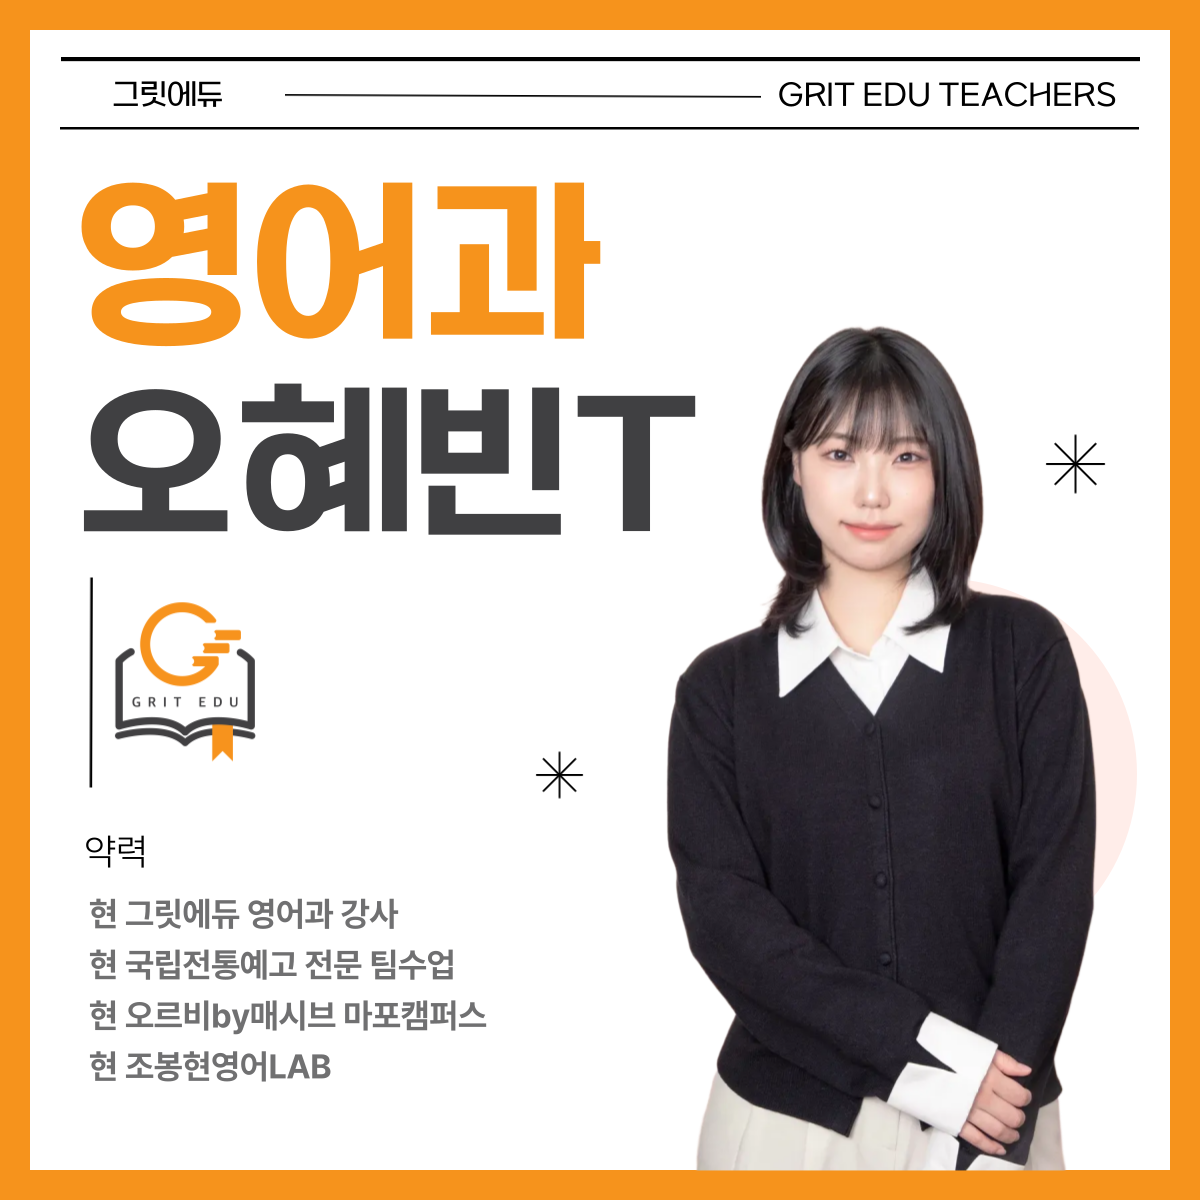 그릿에듀
GRIT EDU TEACHERS
영어과
오혜빈T
GRIT EDU
약력
현 그릿에듀 영어과 강사
현 국립전통예고 전문 팀수업
현 오르비by매시브 마포캠퍼스
현 조봉현영어LAB